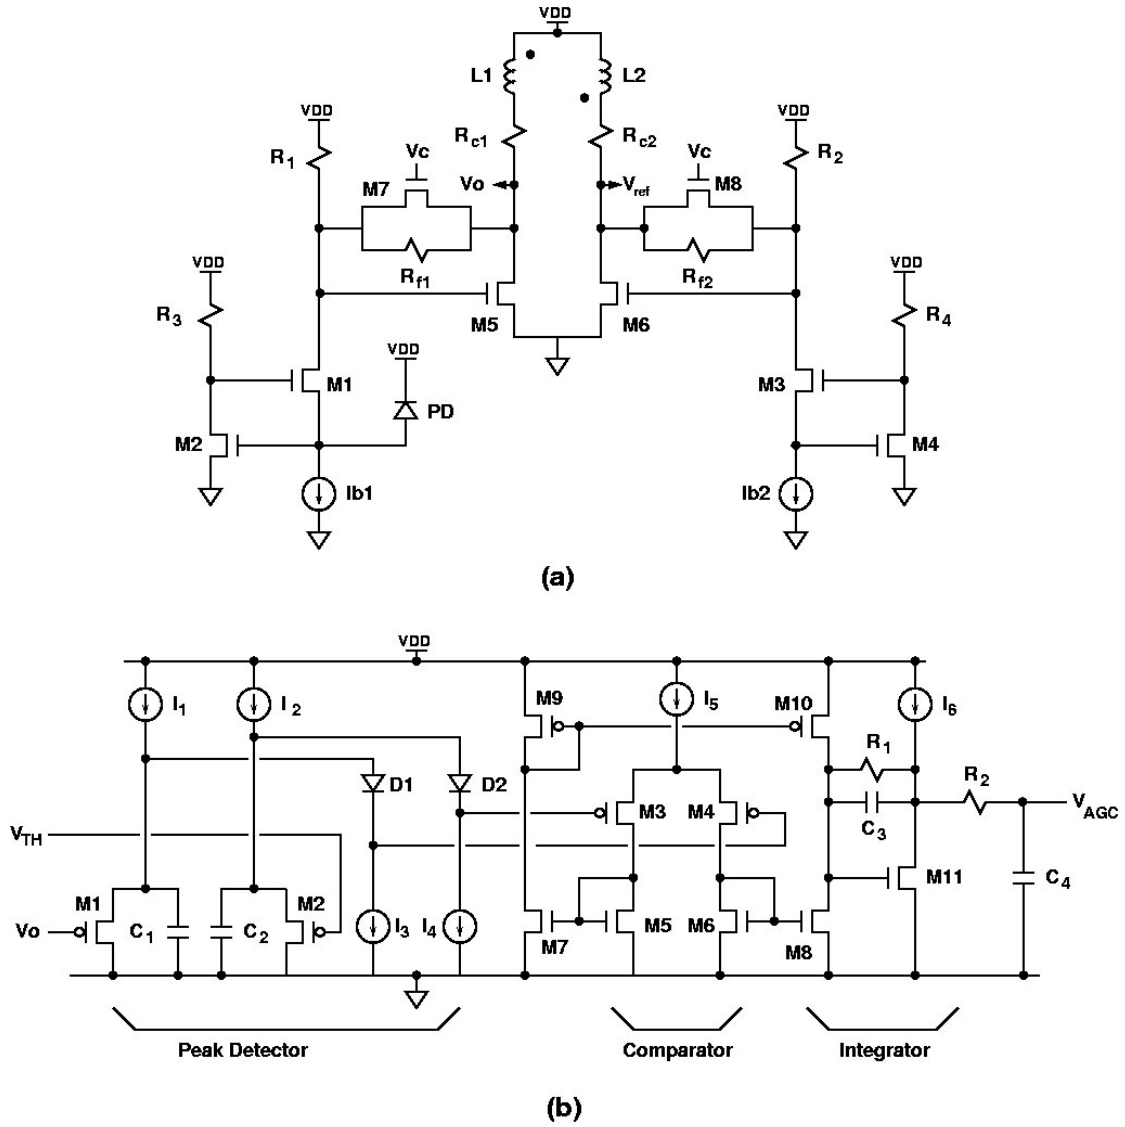 VDD
L1 L2
VDD VDD
R1 Rc1 Rc2 R2
Vc Vc
M7 Vo Vref M8
VDD Rf1 Rf2 VDD
R3 M5 M6 R4
VDD
M1 PD M3
M2 M4
Ib1 Ib2
(a)
VDD
I1 I2 M9 I5 M10 I6
R1
D1 D2 R2
VTH M3 M4 C3 VAGC
M1 M2 M11 C4
Vo C1 C2 I3 I4 M7 M5 M6 M8
Peak Detector Comparator Integrator
(b)